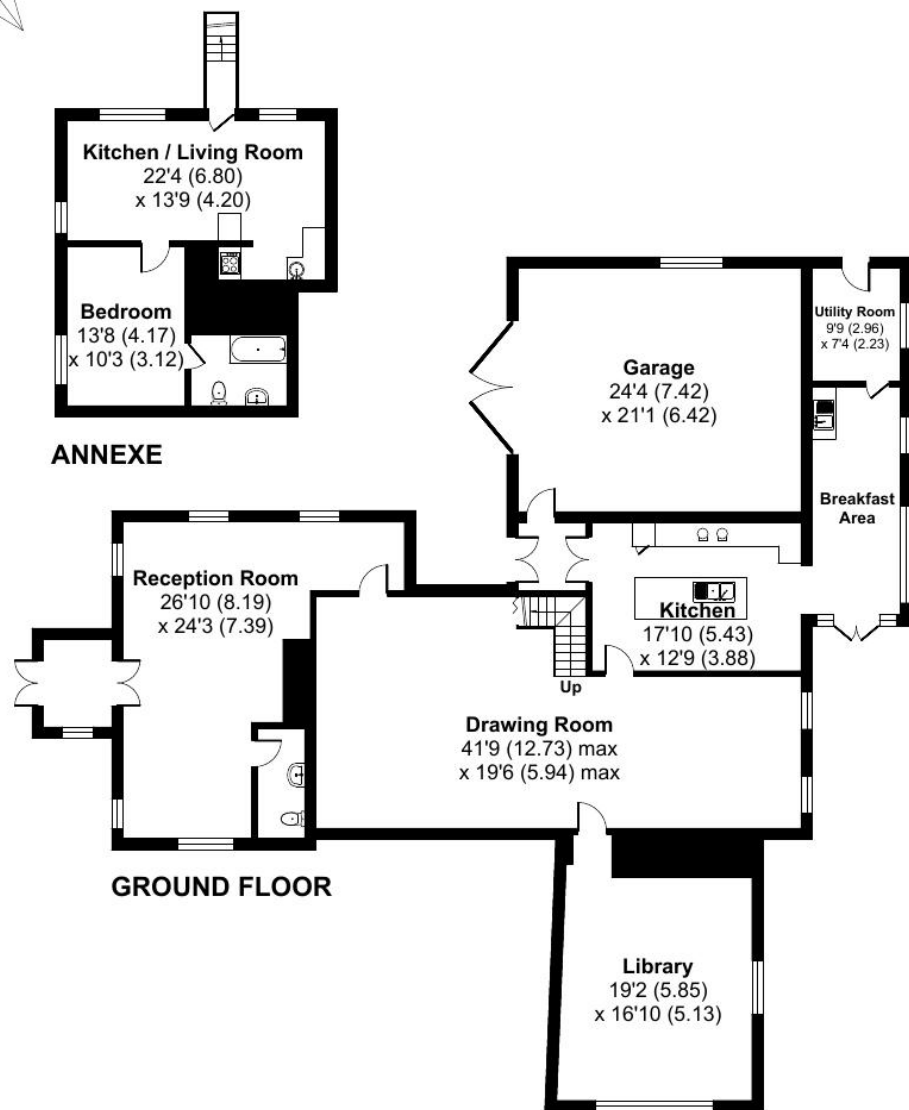 Kitchen / Living Room
22'4 (6.80)
x 13'9 (4.20)
Bedroom
13'8 (4.17)
x 10'3 (3.12)
ANNEXE
Utility Room
9'9 (2.96)
x 7'4 (2.23)
Garage
24'4 (7.42)
x 21'1 (6.42)
Breakfast
Area
Reception Room
26'10 (8.19)
x 24'3 (7.39)
Kitchen
17'10 (5.43)
x 12'9 (3.88)
Up
Drawing Room
41'9 (12.73) max
x 19'6 (5.94) max
GROUND FLOOR
Library
19'2 (5.85)
x 16'10 (5.13)